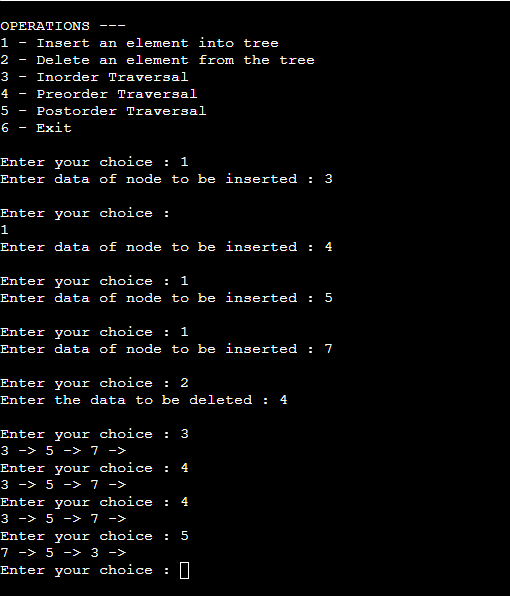 OPERATIONS ---
1 - Insert an element into tree
2 - Delete an element from the tree
3 - Inorder Traversal
4 - Preorder Traversal
5 - Postorder Traversal
6 - Exit
Enter your choice : 1
Enter data of node to be inserted : 3
Enter your choice :
1
Enter data of node to be inserted : 4
Enter your choice : 1
Enter data of node to be inserted : 5
Enter your choice : 1
Enter data of node to be inserted : 7
Enter your choice : 2
Enter the data to be deleted : 4
Enter your choice : 3
3 -> 5 -> 7 ->
Enter your choice : 4
3 -> 5 -> 7 ->
Enter your choice : 4
3 -> 5 -> 7 ->
Enter your choice : 5
7 -> 5 -> 3 ->
Enter your choice :